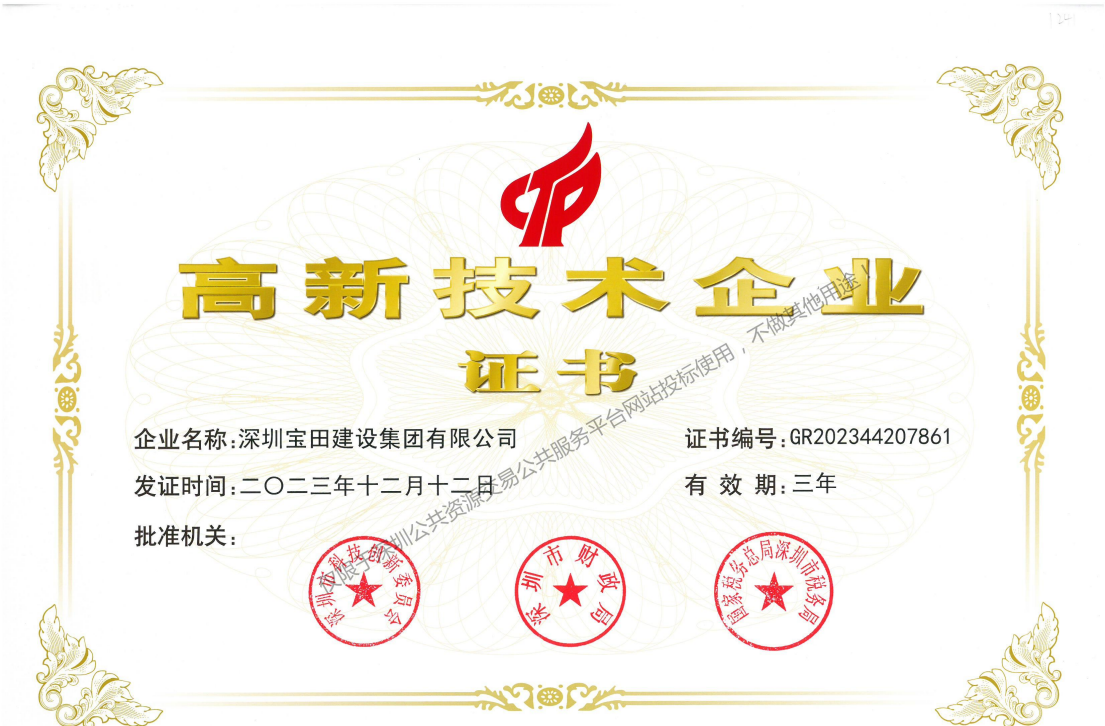 高新技术企业
证书
企业名称:深圳宝田建设集团有限公司
证书编号:GR202344207861
发证时间:二〇二三年十二月十二日
有 效 期:三年
批准机关:
深圳市科技创新委员会
深圳市财政局
国家税务总局深圳市税务局
仅限于深圳公共资源交易公共服务平台网站投标使用，不做其他用途！